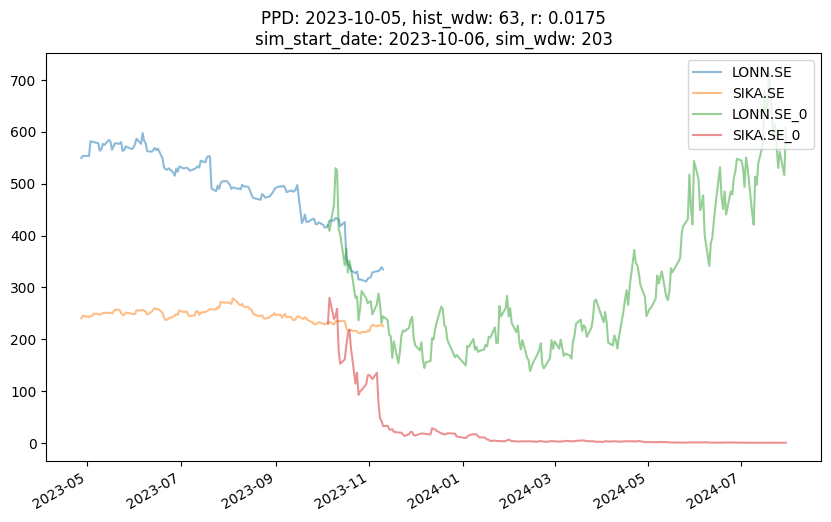 PPD: 2023-10-05, hist_wdw: 63, r: 0.0175
sim_start_date: 2023-10-06, sim_wdw: 203
LONN.SE
SIKA.SE
LONN.SE_0
SIKA.SE_0
700
600
500
400
300
200
100
0
2023-05
2023-07
2023-09
2023-11
2024-01
2024-03
2024-05
2024-07